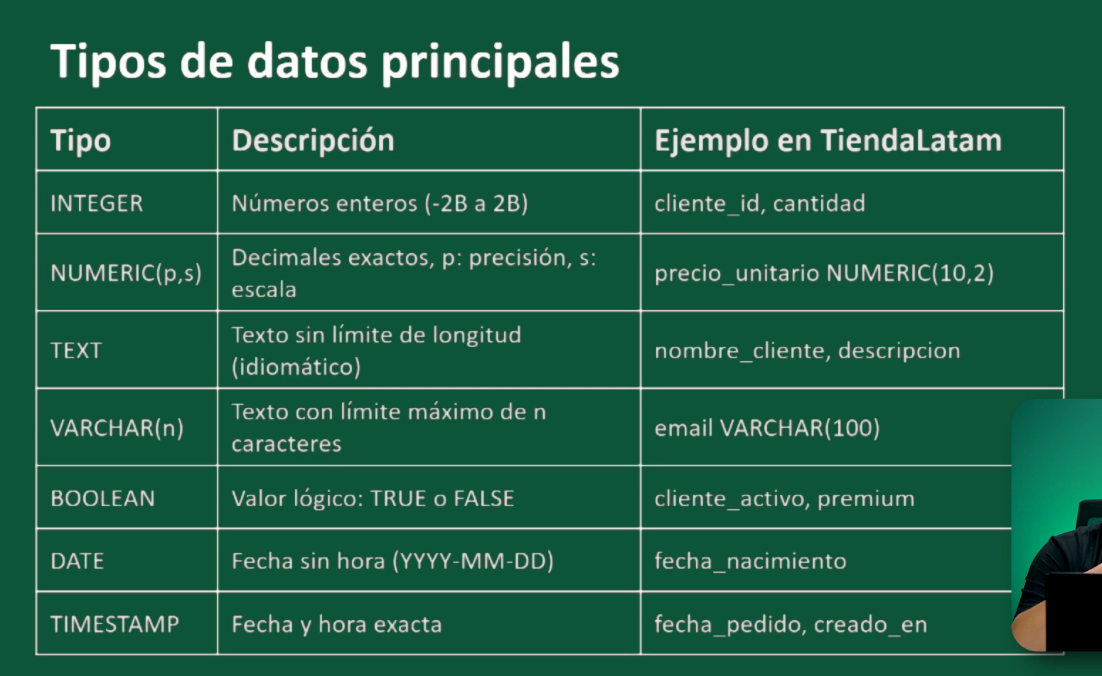 Tipos de datos principales
Tipo Descripción Ejemplo en TiendaLatam
INTEGER Números enteros (-2B a 2B) cliente_id, cantidad
NUMERIC(p,s) Decimales exactos, p: precisión, s:
escala precio_unitario NUMERIC(10,2)
TEXT Texto sin límite de longitud
(idiomático) nombre_cliente, descripcion
VARCHAR(n) Texto con límite máximo de n
caracteres email VARCHAR(100)
BOOLEAN Valor lógico: TRUE o FALSE cliente_activo, premium
DATE Fecha sin hora (YYYY-MM-DD) fecha_nacimiento
TIMESTAMP Fecha y hora exacta fecha_pedido, creado_en